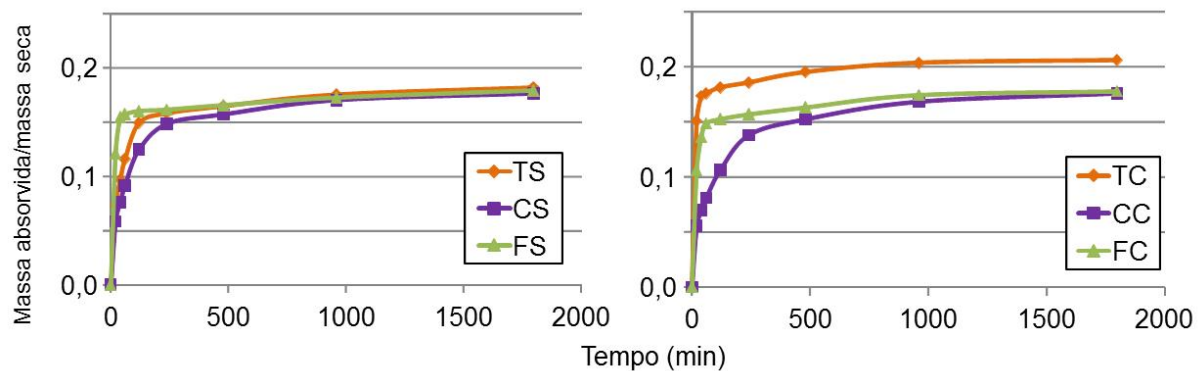 Massa absorvida/massa seca
0,2
0,1
0,0
TS
CS
FS
0 500 1000 1500 2000
0,2
0,1
0,0
TC
CC
FC
0 500 1000 1500 2000
Tempo (min)